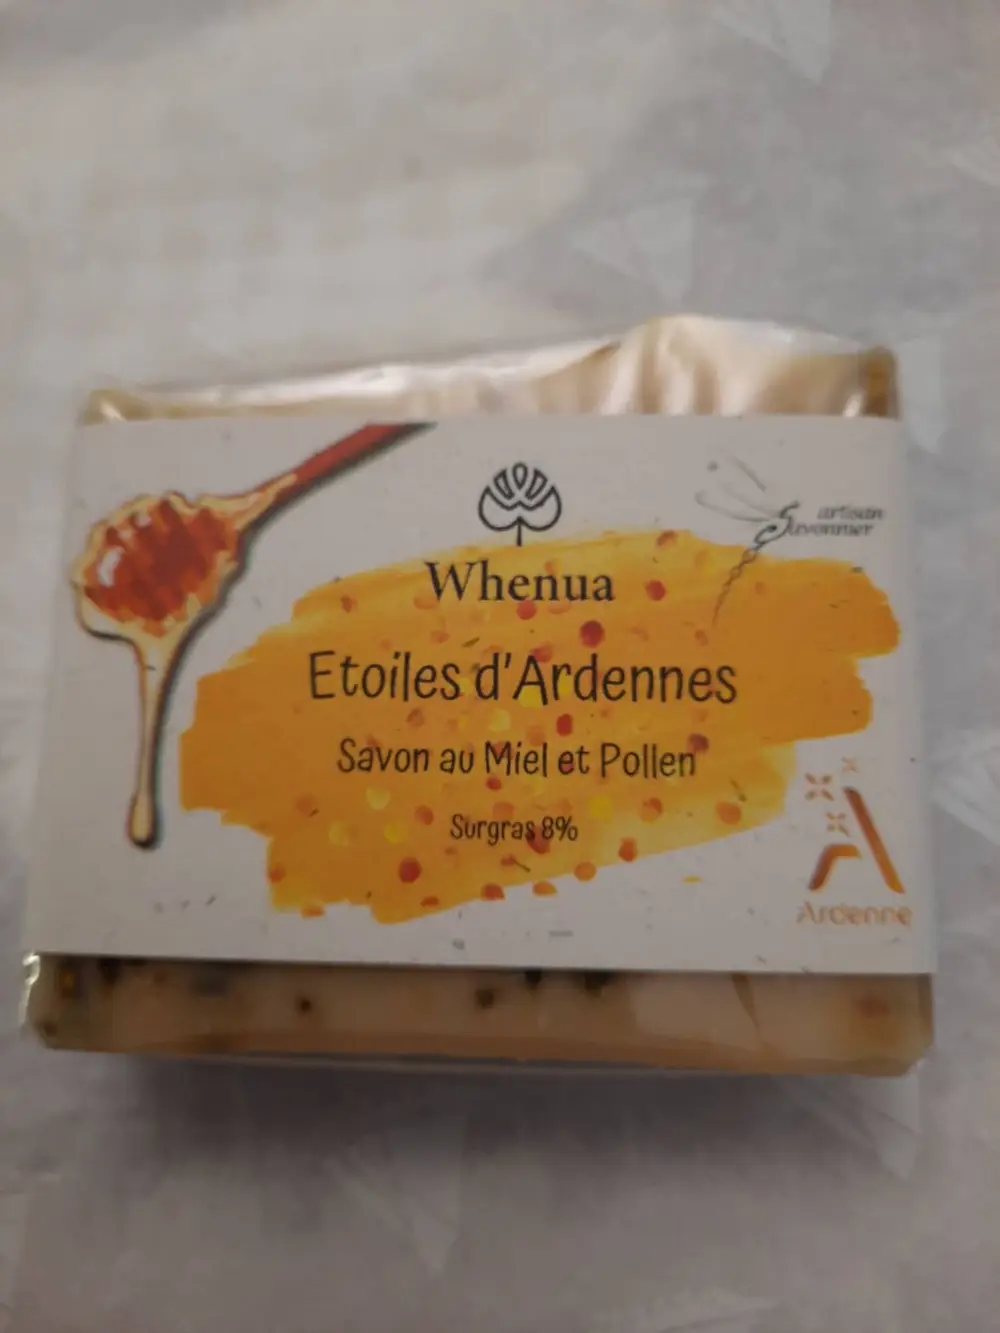 Whenua
artisan
Savonnier
Etoiles d'Ardennes
Savon au Miel et Pollen
Surgras 8%
Ardenne